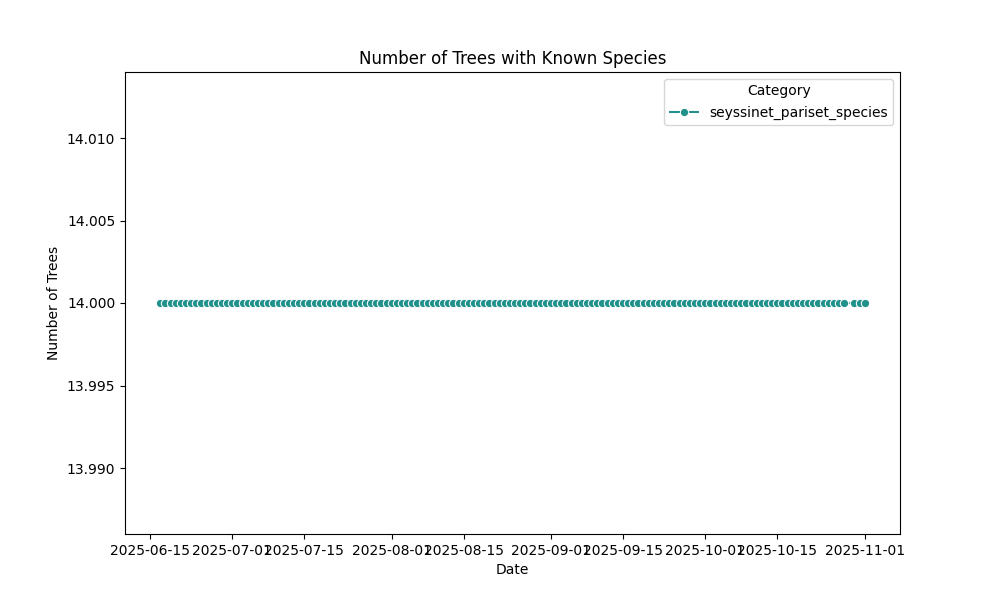 Number of Trees with Known Species
Category
seyssinet_pariset_species
Number of Trees
14.010
14.005
14.000
13.995
13.990
2025-06-15 2025-07-01 2025-07-15 2025-08-01 2025-08-15 2025-09-01 2025-09-15 2025-10-01 2025-10-15 2025-11-01
Date